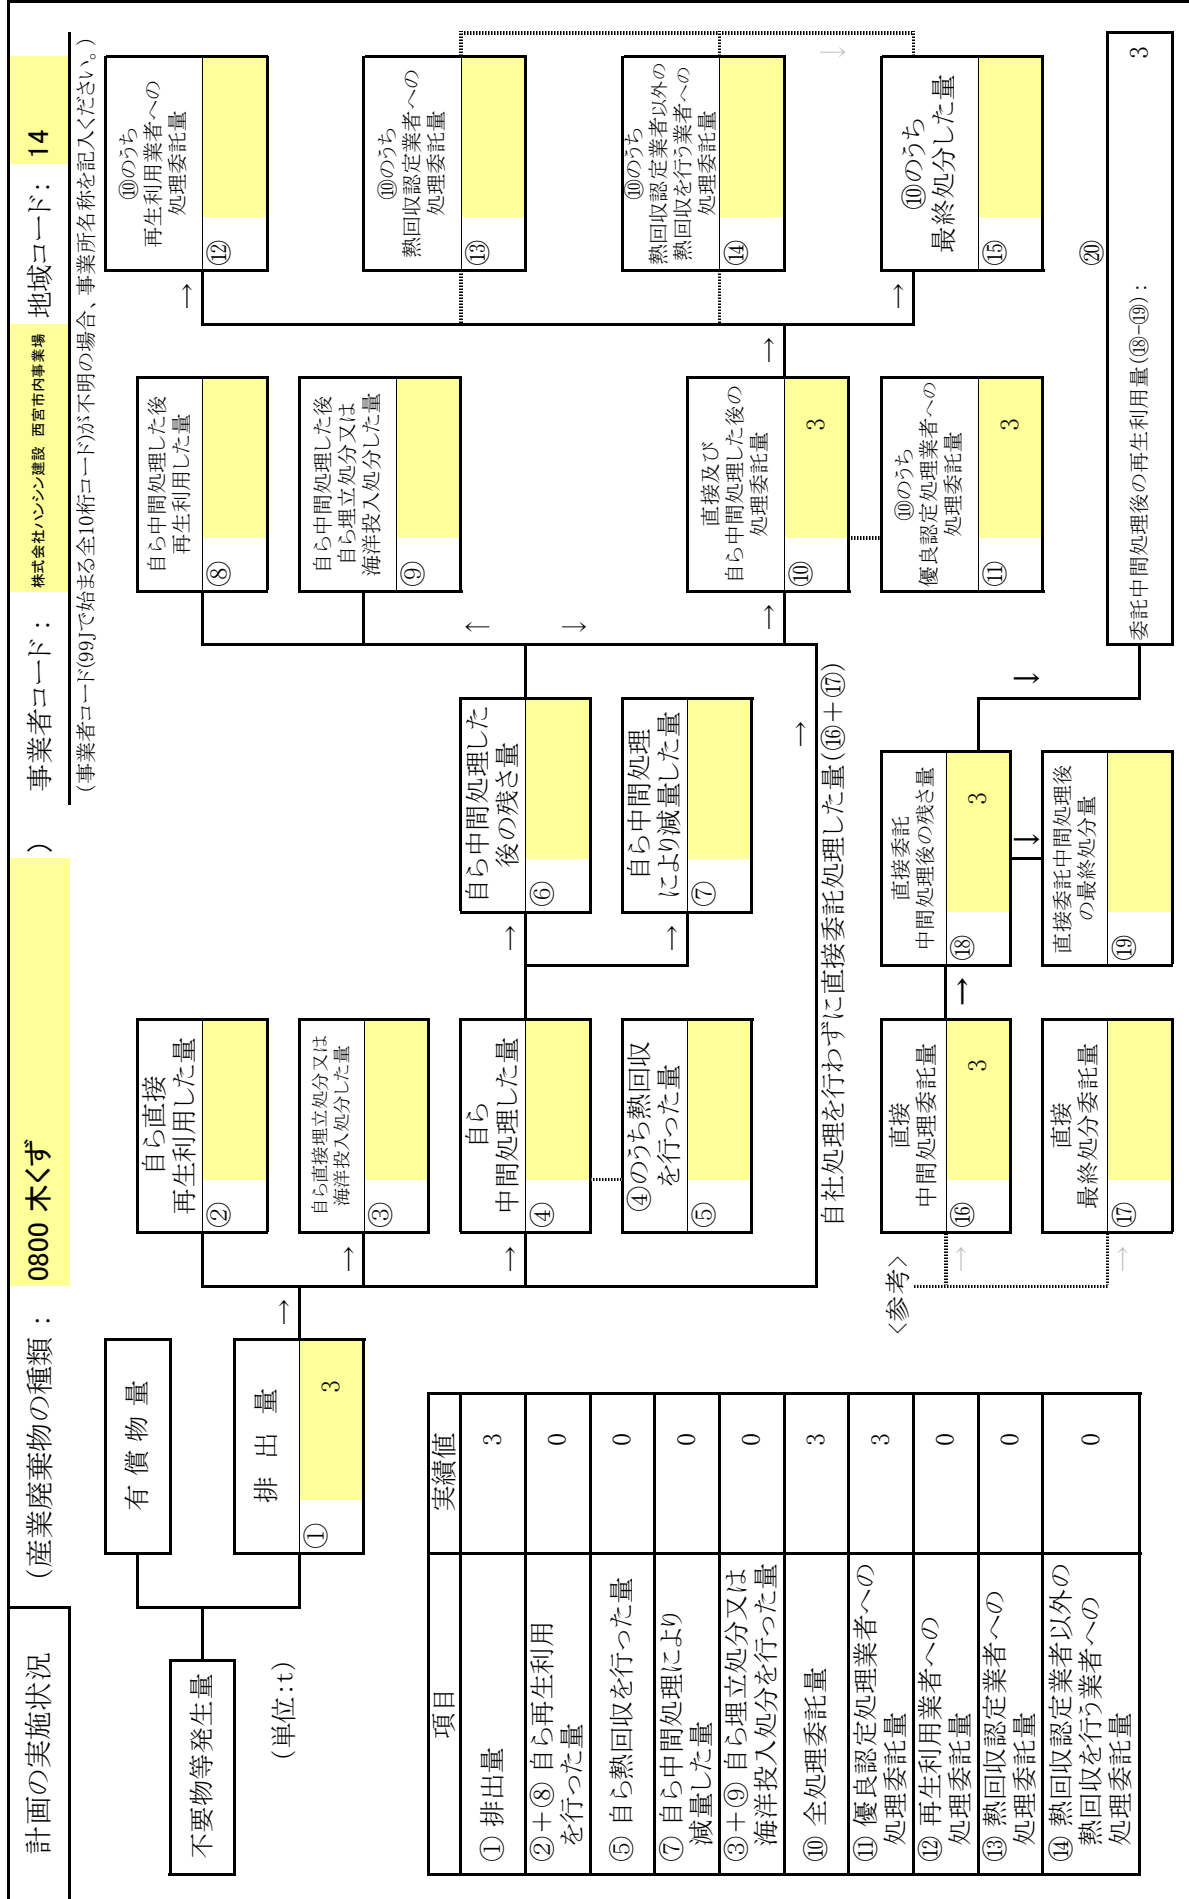 計画の実施状況
(産業廃棄物の種類： 0800 木くず )
事業者コード： 株式会社ハンシン建設 西宮市内事業場 地域コード： 14
(事業者コード(99Jで始まる全10桁コード)が不明の場合、事業所名称を記入ください。)
不要物等発生量
(単位:t)
有 償 物 量
排 出 量
① 3
→
自ら直接
再生利用した量
②
自ら直接埋立処分又は
海洋投入処分した量
→
③
自ら
中間処理した量
→
④
④のうち熱回収
を行った量
⑤
自ら中間処理した
後の残さ量
→
⑥
自ら中間処理
により減量した量
→
⑦
自ら中間処理した後
再生利用した量
⑧
自ら中間処理した後
自ら埋立処分又は
海洋投入処分した量
⑨
↑
↓
直接及び
自ら中間処理した後の
処理委託量
→
⑩ 3
→
⑩のうち
優良認定処理業者への
処理委託量
⑪ 3
⑩のうち
再生利用業者への
処理委託量
→
⑫
⑩のうち
熱回収認定業者への
処理委託量
⑬
⑩のうち
熱回収認定業者以外の
熱回収を行う業者への
処理委託量
⑭
↓
⑩のうち
最終処分した量
→
⑮
自社処理を行わずに直接委託処理した量(⑯＋⑰)
→
<参考>
直接
中間処理委託量
→
⑯ 3
直接
最終処分委託量
→
⑰
直接委託
中間処理後の残さ量
→
⑱ 3
↓
直接委託中間処理後
の最終処分量
⑲
↓
⑳
委託中間処理後の再生利用量(⑱-⑲)： 3
項目 実績値
① 排出量 3
②＋⑧ 自ら再生利用
を行った量 0
⑤ 自ら熱回収を行った量 0
⑦ 自ら中間処理により
減量した量 0
③＋⑨ 自ら埋立処分又は
海洋投入処分を行った量 0
⑩ 全処理委託量 3
⑪ 優良認定処理業者への
処理委託量 3
⑫ 再生利用業者への
処理委託量 0
⑬ 熱回収認定業者への
処理委託量 0
⑭ 熱回収認定業者以外の
熱回収を行う業者への
処理委託量 0